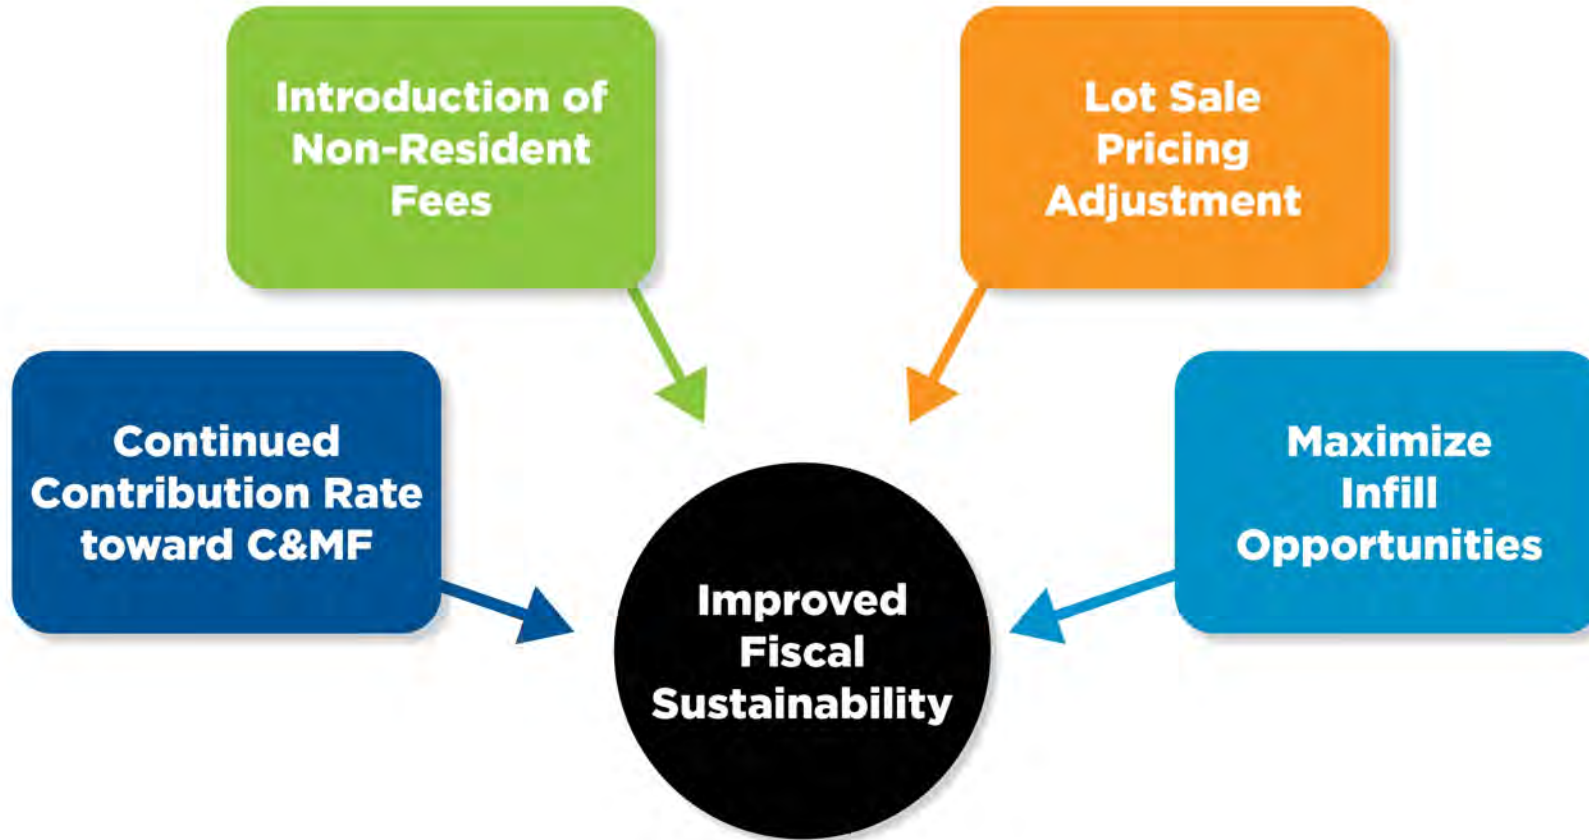 Introduction of
Non-Resident
Fees
Lot Sale
Pricing
Adjustment
Continued
Contribution Rate
toward C&MF
Maximize
Infill
Opportunities
Improved
Fiscal
Sustainability